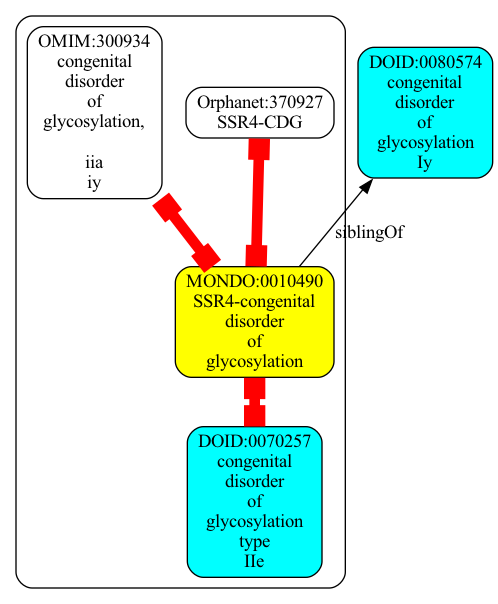 OMIM:300934
congenital
disorder
of
glycosylation,
iia
iy
Orphanet:370927
SSR4-CDG
DOID:0080574
congenital
disorder
of
glycosylation
Iy
siblingOf
MONDO:0010490
SSR4-congenital
disorder
of
glycosylation
DOID:0070257
congenital
disorder
of
glycosylation
type
IIe